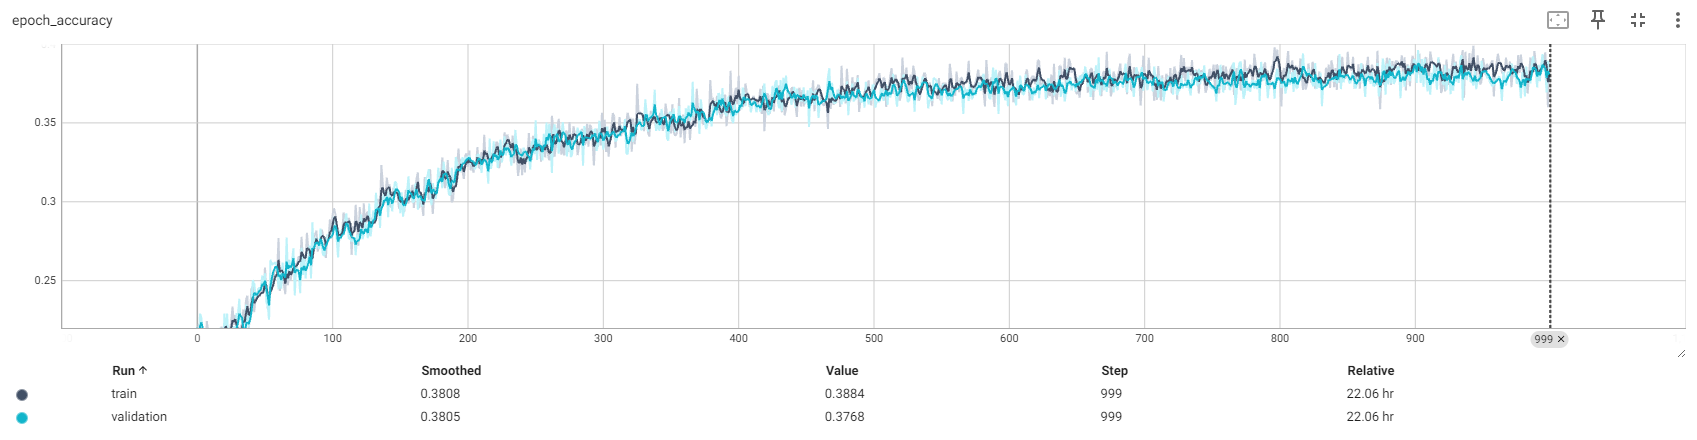 epoch_accuracy
0.35
0.3
0.25
0 100 200 300 400 500 600 700 800 900 999 ✕
Run ↑ Smoothed Value Step Relative
train 0.3808 0.3884 999 22.06 hr
validation 0.3805 0.3768 999 22.06 hr